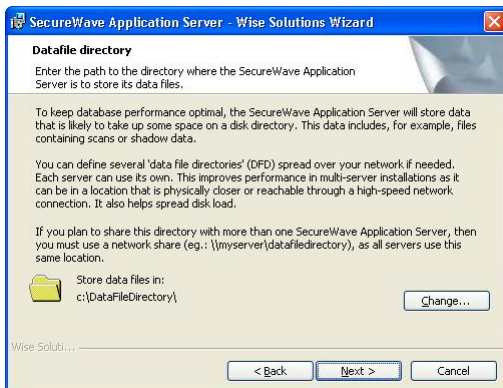 SecureWave Application Server - Wise Solutions Wizard
Datafile directory
Enter the path to the directory where the SecureWave Application
Server is to store its data files.
To keep database performance optimal, the SecureWave Application Server will store data
that is likely to take up some space on a disk directory. This data includes, for example, files
containing scans or shadow data.
You can define several 'data file directories' (DFD) spread over your network if needed.
Each server can use its own. This improves performance in multi-server installations as it
can be in a location that is physically closer or reachable through a high-speed network
connection. It also helps spread disk load.
If you plan to share this directory with more than one SecureWave Application Server, then
you must use a network share (eg.: \\myserver\datafiledirectory), as all servers use this
same location.
Store data files in:
c:\DataFileDirectory\
Change...
Wise Soluti...
< Back
Next >
Cancel